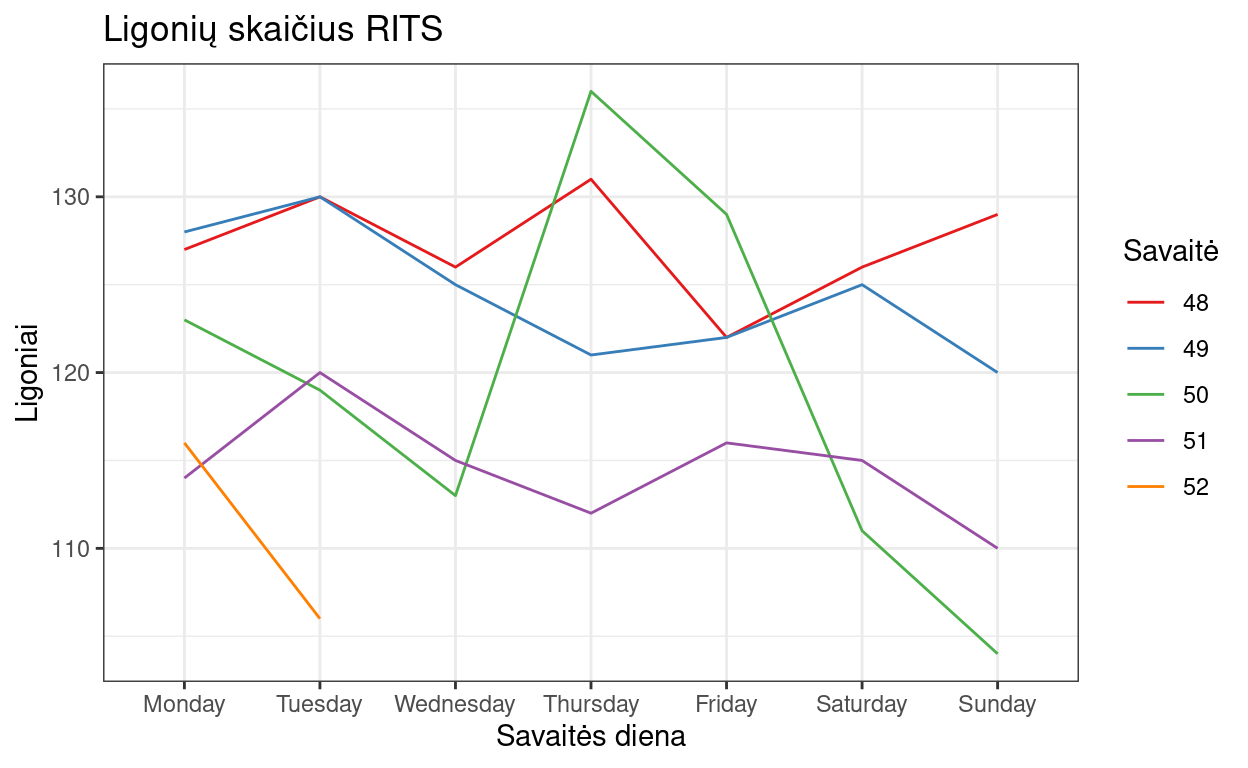 Ligonių skaičius RITS
Ligoniai
130
120
110
Monday Tuesday Wednesday Thursday Friday Saturday Sunday
Savaitės diena
Savaitė
48
49
50
51
52